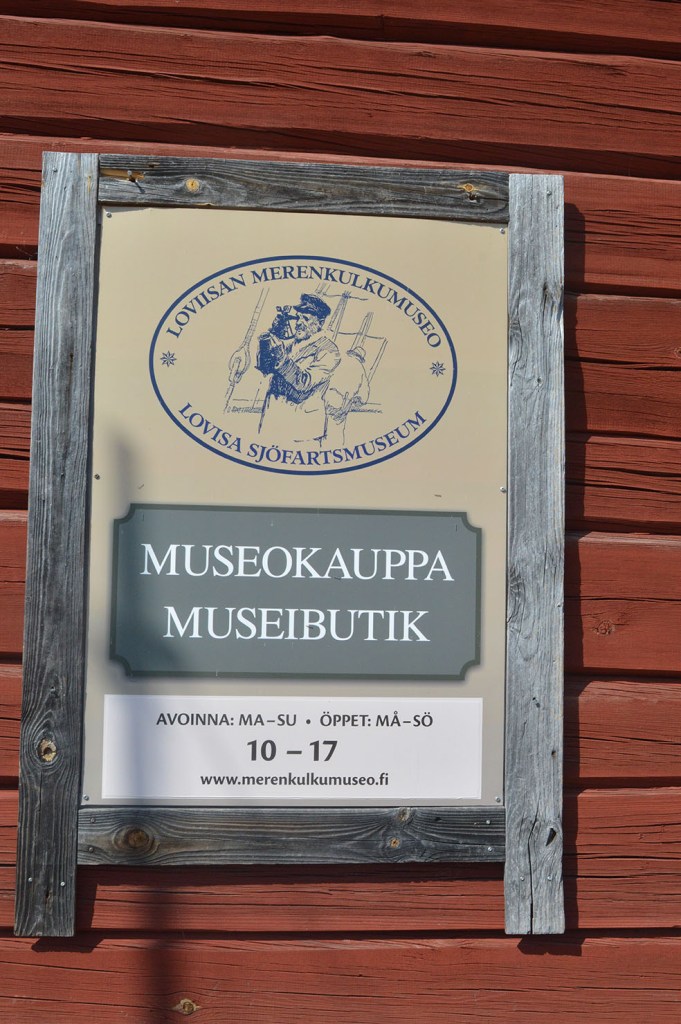 LOVIISAN MERENKULKUMUSEO
LOVISA SJÖFARTSMUSEUM
MUSEOKAUPPA
MUSEIBUTIK
AVOINNA: MA–SU • ÖPPET: MÅ–SÖ
10 – 17
www.merenkulkumuseo.fi